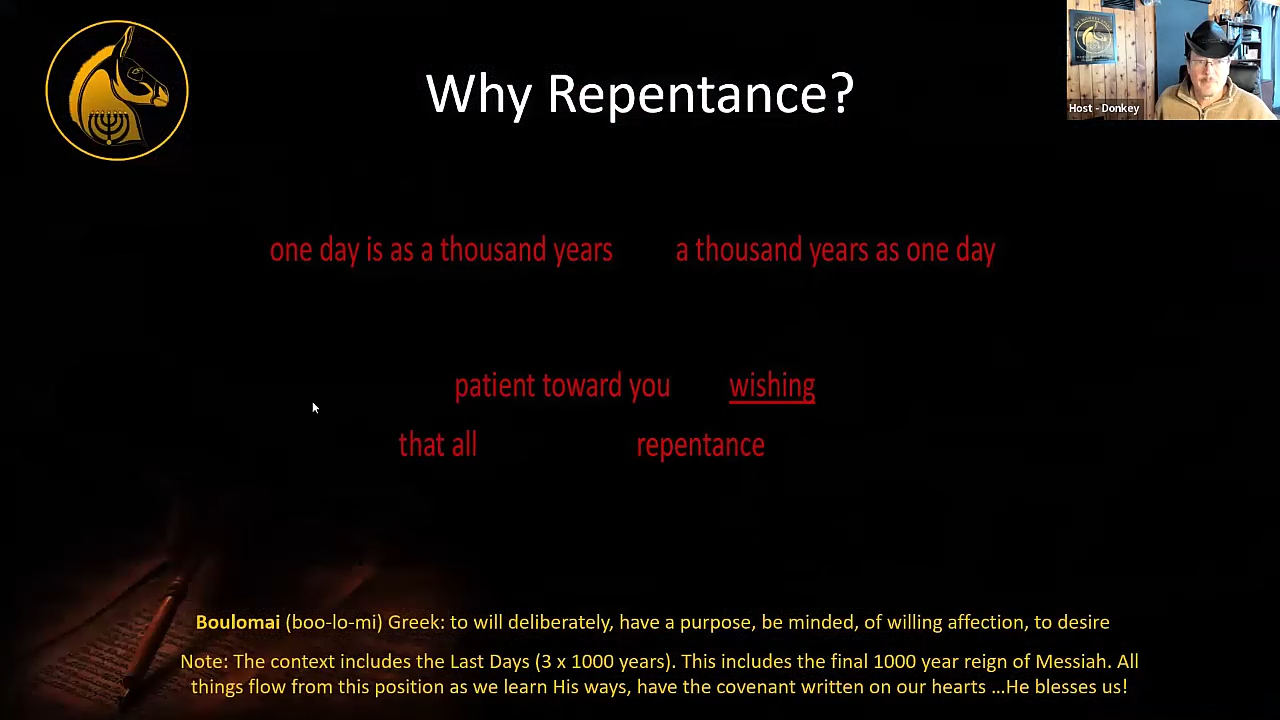 Why Repentance?
Host - Donkey
one day is as a thousand years a thousand years as one day
patient toward you wishing
that all repentance
Boulomai (boo-lo-mi) Greek: to will deliberately, have a purpose, be minded, of willing affection, to desire
Note: The context includes the Last Days (3 x 1000 years). This includes the final 1000 year reign of Messiah. All
things flow from this position as we learn His ways, have the covenant written on our hearts ...He blesses us!